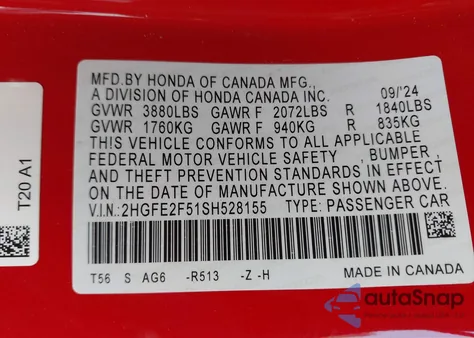 MFD.BY HONDA OF CANADA MFG.,
A DIVISION OF HONDA CANADA INC. 09/'24
GVWR 3880LBS GAWR F 2072LBS R 1840LBS
GVWR 1760KG GAWR F 940KG R 835KG
THIS VEHICLE CONFORMS TO ALL APPLICABLE
FEDERAL MOTOR VEHICLE SAFETY , BUMPER ,
AND THEFT PREVENTION STANDARDS IN EFFECT
ON THE DATE OF MANUFACTURE SHOWN ABOVE.
V.I.N.:2HGFE2F51SH528155 TYPE: PASSENGER CAR
T56 S AG6 -R513 -Z -H MADE IN CANADA
T20 A1
autoSnap